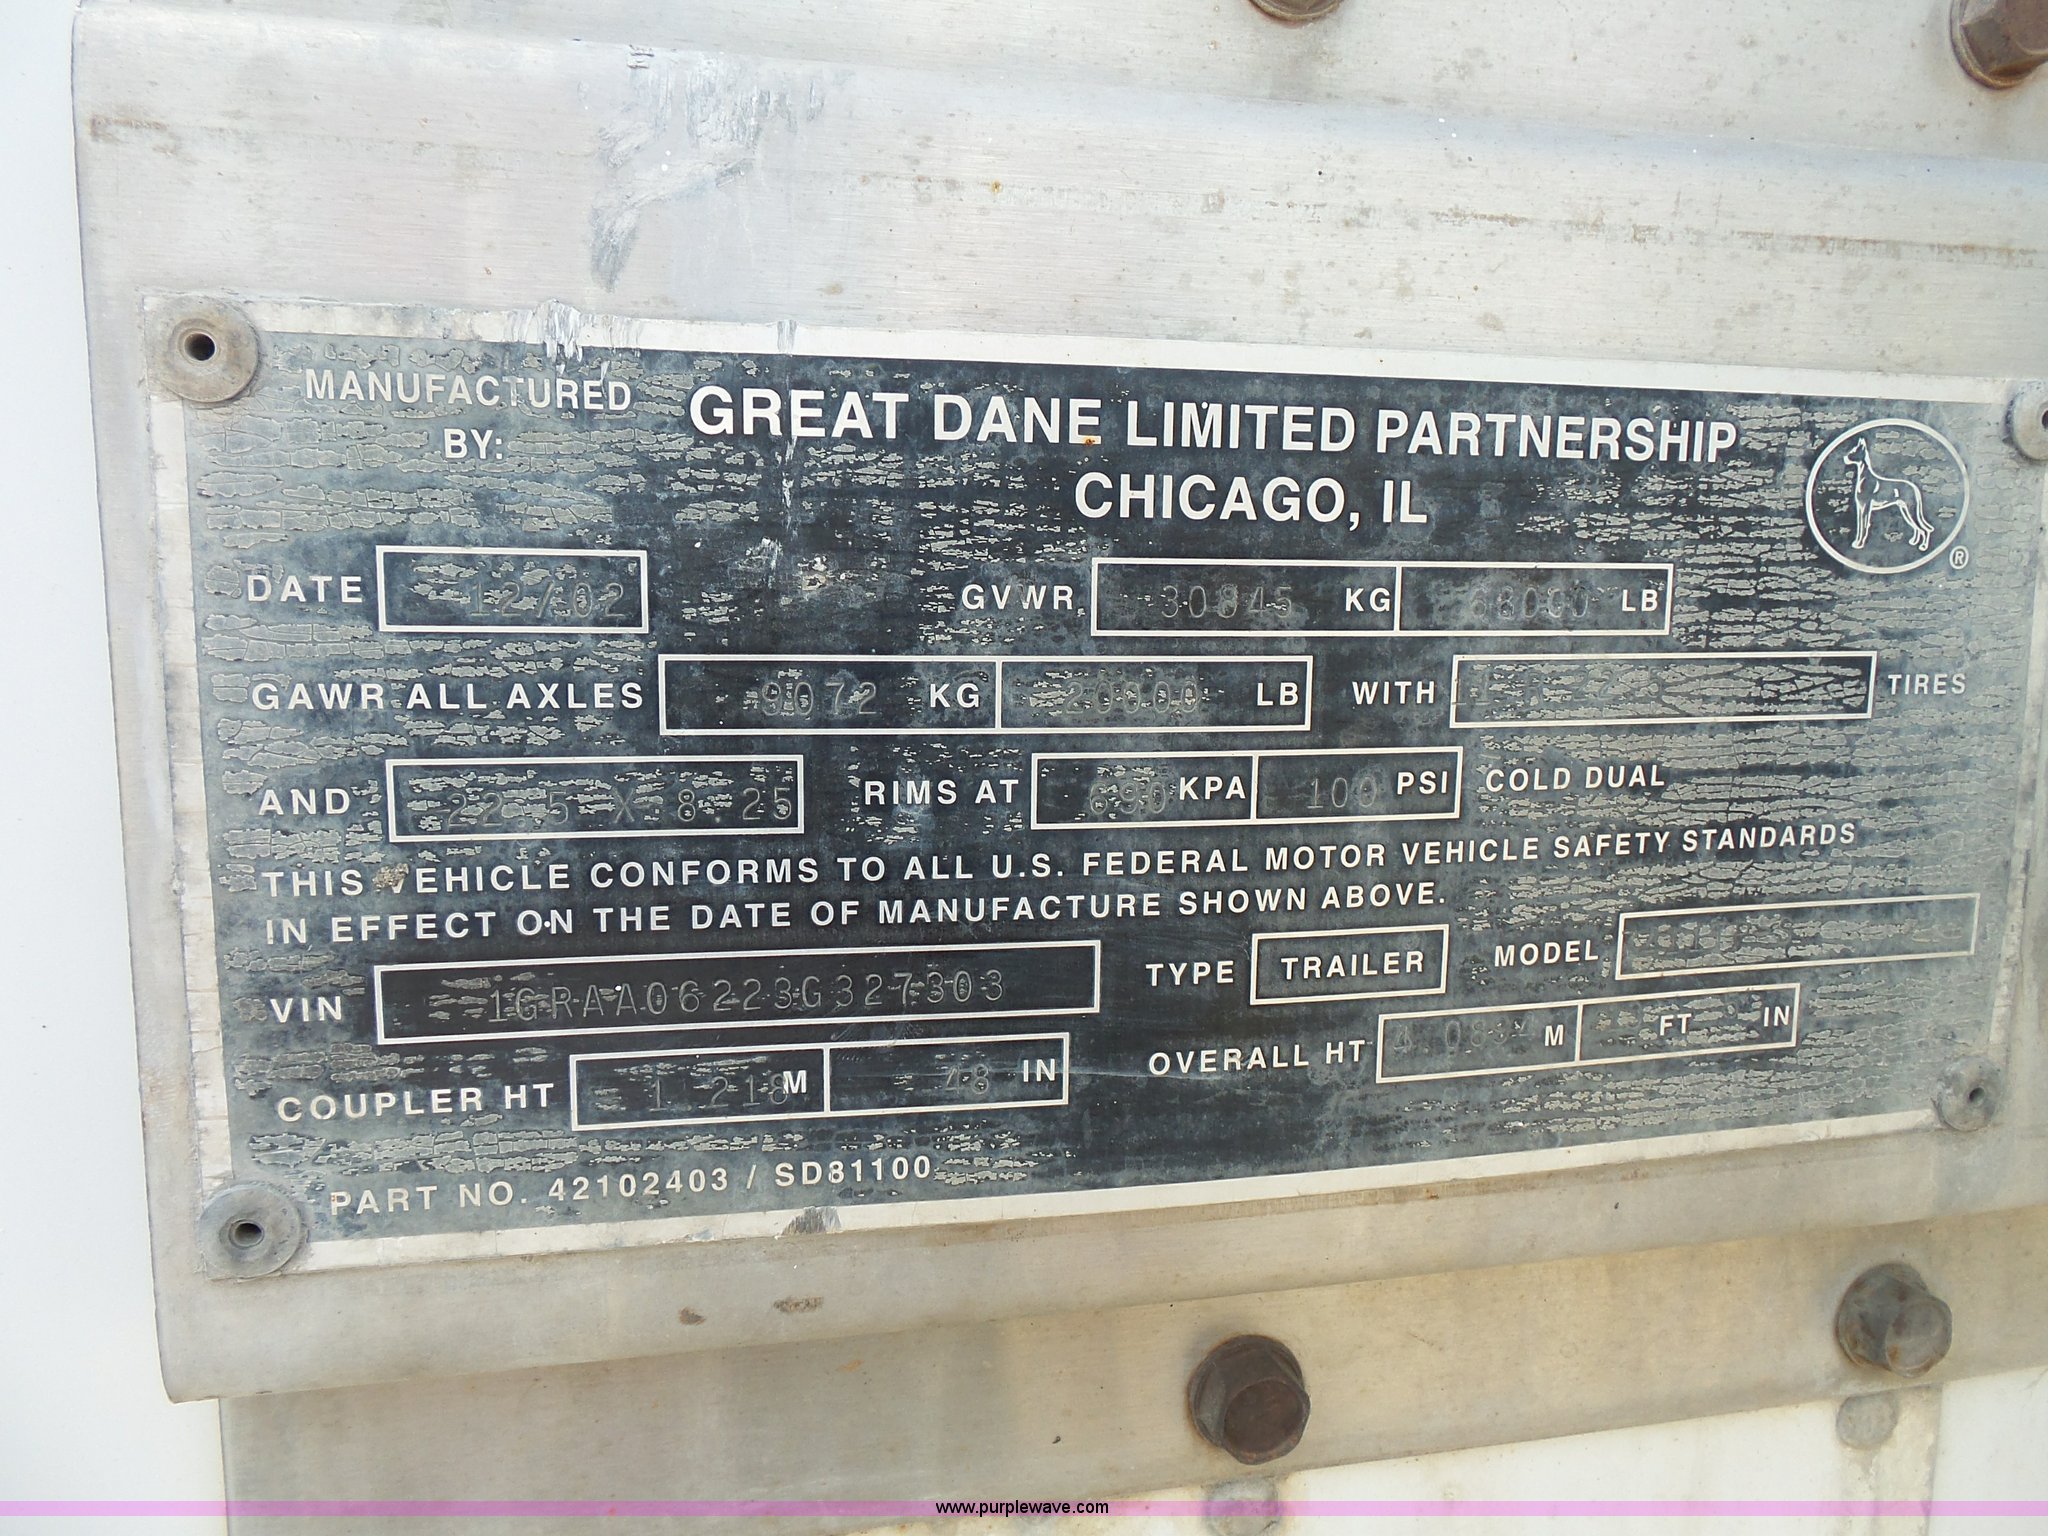 MANUFACTURED BY: GREAT DANE LIMITED PARTNERSHIP
CHICAGO, IL
®
DATE 12/02 GVWR 30845 KG 68000 LB
GAWR ALL AXLES 9072 KG 20000 LB WITH TIRES
AND 22.5 X 8.25 RIMS AT 690 KPA 100 PSI COLD DUAL
THIS VEHICLE CONFORMS TO ALL U.S. FEDERAL MOTOR VEHICLE SAFETY STANDARDS
IN EFFECT ON THE DATE OF MANUFACTURE SHOWN ABOVE.
VIN 1GRAA06223G327303 TYPE TRAILER MODEL
COUPLER HT 1.218 M 48 IN OVERALL HT M FT IN
PART NO. 42102403 / SD81100
www.purplewave.com